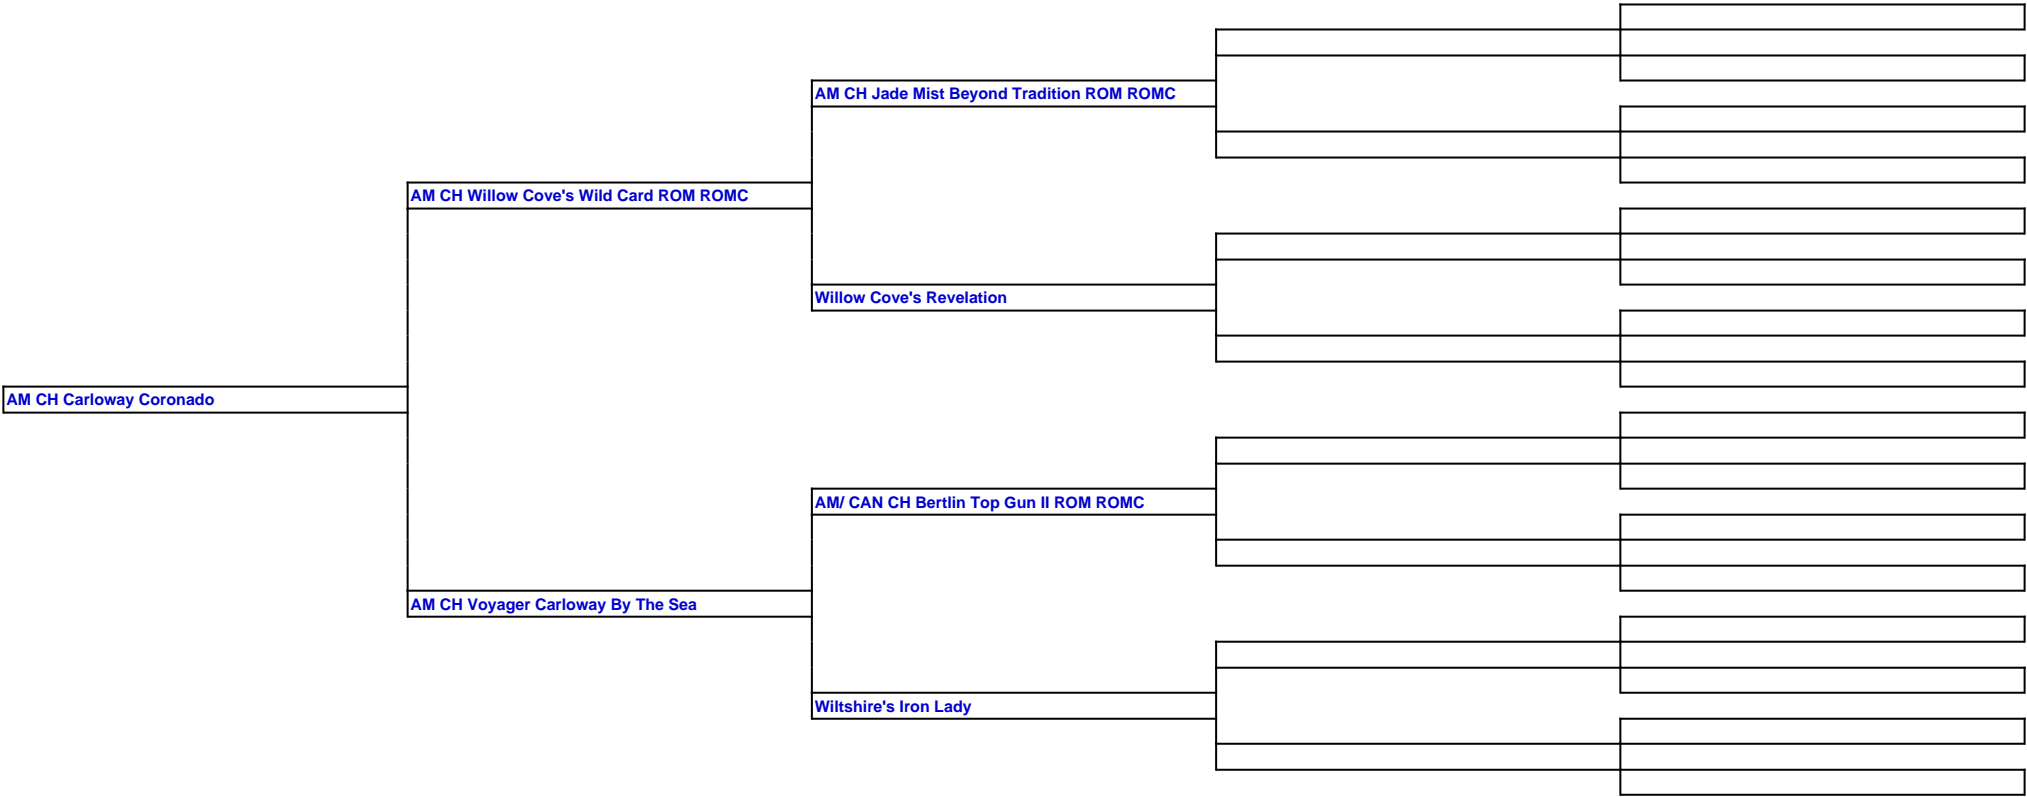 AM CH Jade Mist Beyond Tradition ROM ROMC
AM CH Willow Cove's Wild Card ROM ROMC
Willow Cove's Revelation
AM CH Carloway Coronado
AM/ CAN CH Bertlin Top Gun II ROM ROMC
AM CH Voyager Carloway By The Sea
Wiltshire's Iron Lady